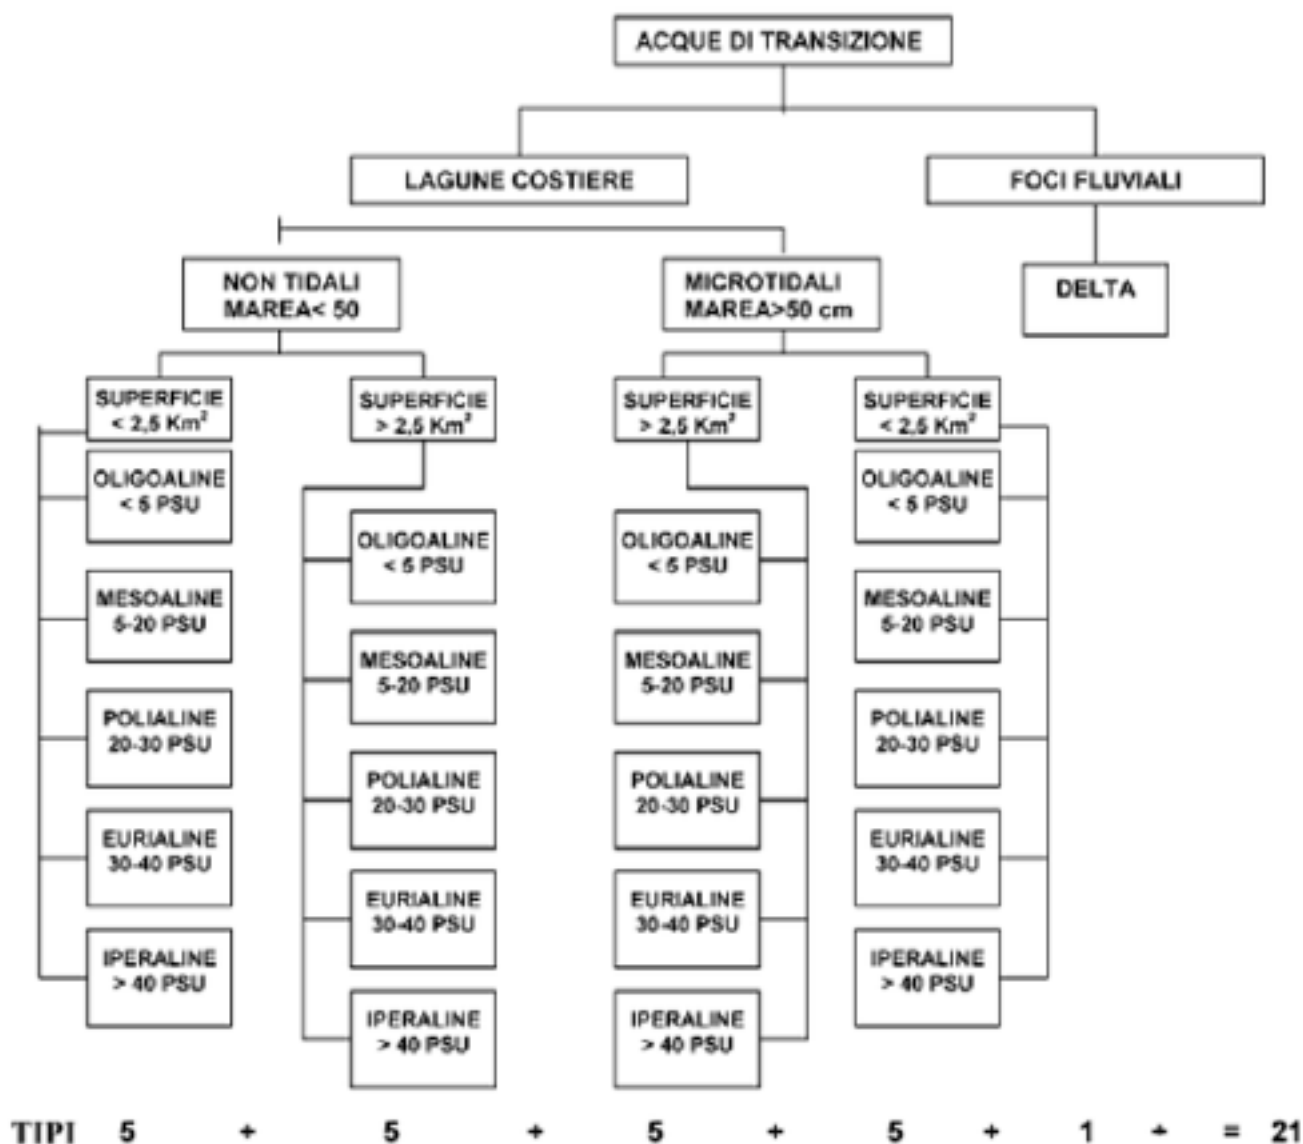 ACQUE DI TRANSIZIONE
LAGUNE COSTIERE
FOCI FLUVIALI
NON TIDALI
MAREA< 50
MICROTIDALI
MAREA>50 cm
DELTA
SUPERFICIE
< 2,5 Km²
SUPERFICIE
> 2,5 Km²
SUPERFICIE
> 2,5 Km²
SUPERFICIE
< 2,5 Km²
OLIGOALINE
< 5 PSU
MESOALINE
5-20 PSU
POLIALINE
20-30 PSU
EURIALINE
30-40 PSU
IPERALINE
> 40 PSU
OLIGOALINE
< 5 PSU
MESOALINE
5-20 PSU
POLIALINE
20-30 PSU
EURIALINE
30-40 PSU
IPERALINE
> 40 PSU
OLIGOALINE
< 5 PSU
MESOALINE
5-20 PSU
POLIALINE
20-30 PSU
EURIALINE
30-40 PSU
IPERALINE
> 40 PSU
OLIGOALINE
< 5 PSU
MESOALINE
5-20 PSU
POLIALINE
20-30 PSU
EURIALINE
30-40 PSU
IPERALINE
> 40 PSU
TIPI 5 + 5 + 5 + 5 + 1 + = 21